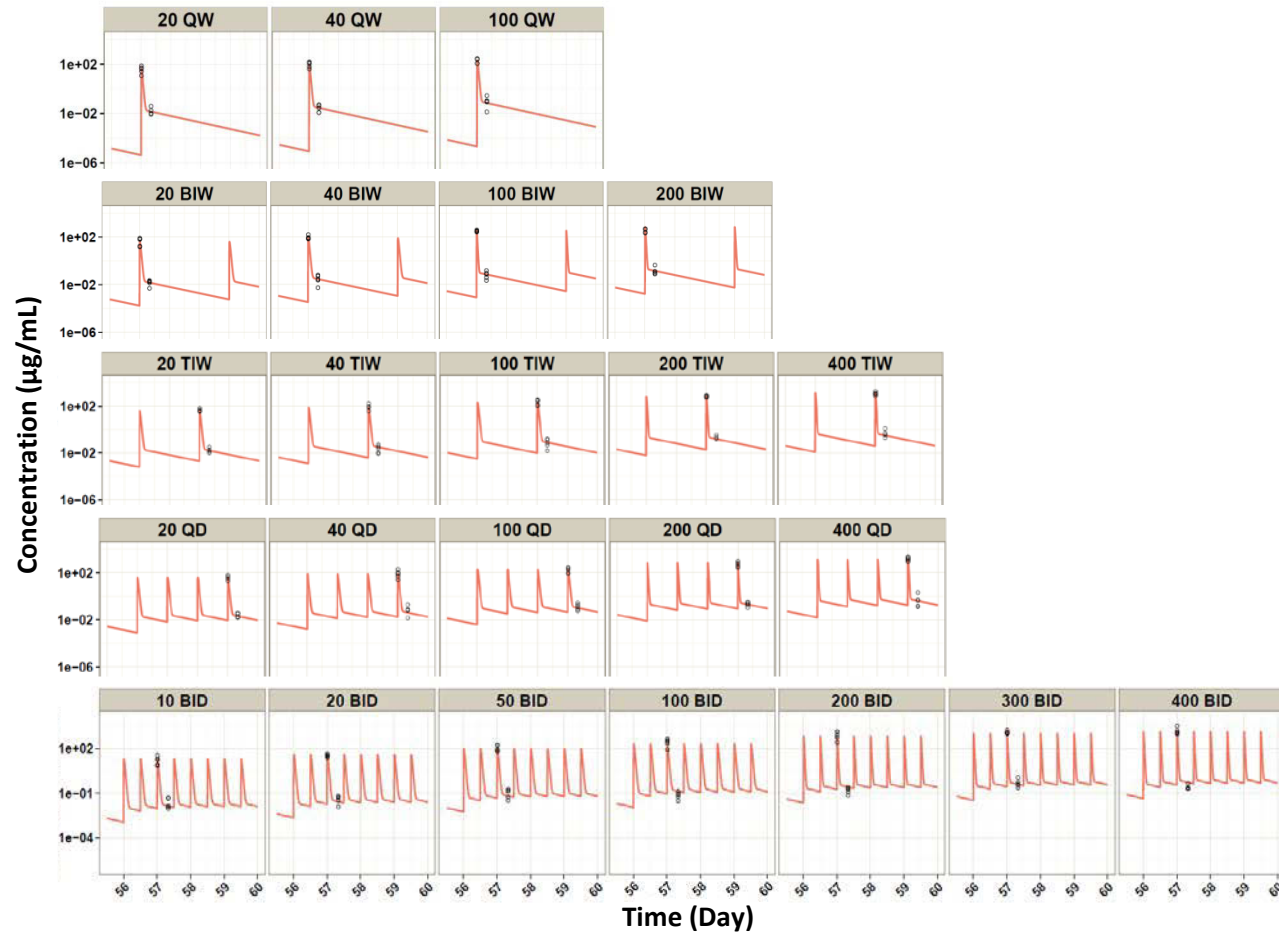 20 QW 40 QW 100 QW
1e+02
1e-02
1e-06
20 BIW 40 BIW 100 BIW 200 BIW
1e+02
1e-02
1e-06
20 TIW 40 TIW 100 TIW 200 TIW 400 TIW
1e+02
1e-02
1e-06
20 QD 40 QD 100 QD 200 QD 400 QD
1e+02
1e-02
1e-06
10 BID 20 BID 50 BID 100 BID 200 BID 300 BID 400 BID
1e+02
1e-01
1e-04
56 57 58 59 60 56 57 58 59 60 56 57 58 59 60 56 57 58 59 60 56 57 58 59 60 56 57 58 59 60 56 57 58 59 60
Time (Day)
Concentration (µg/mL)